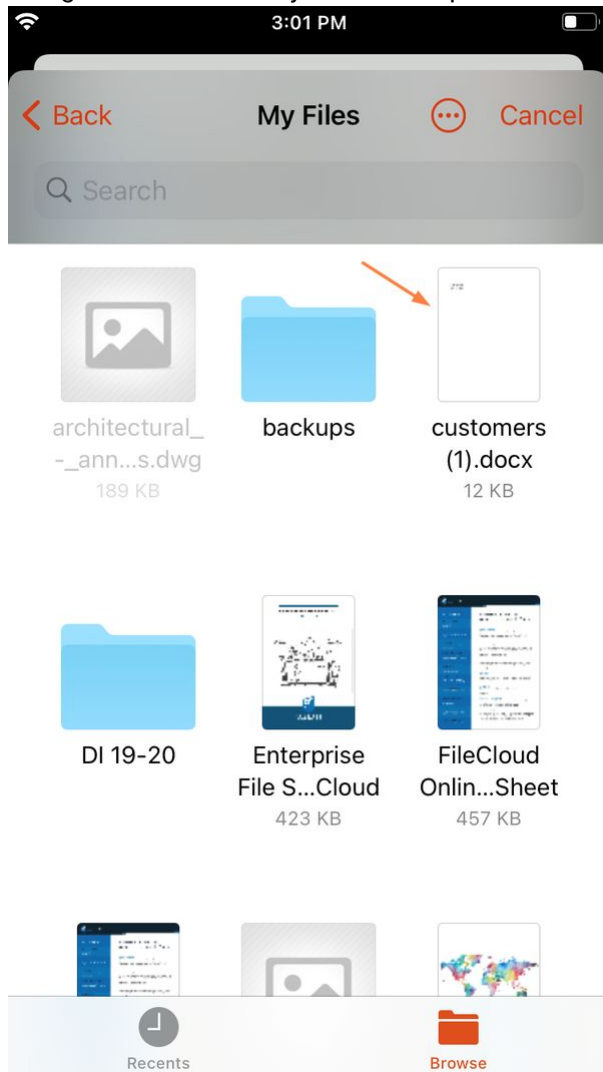 3:01 PM
Back
My Files
Cancel
Search
architectural_
-_ann...s.dwg
189 KB
backups
customers
(1).docx
12 KB
DI 19-20
Enterprise
File S...Cloud
423 KB
FileCloud
Onlin...Sheet
457 KB
Recents
Browse